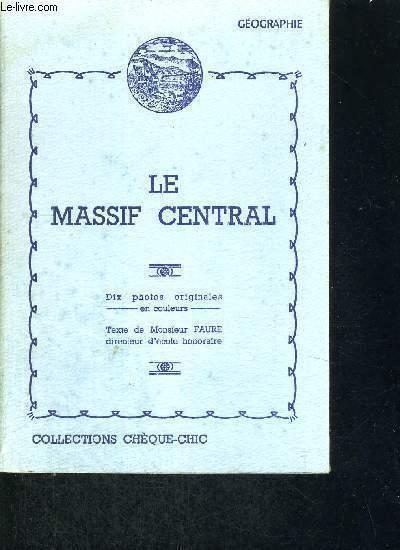 Le-livre.com
GÉOGRAPHIE
LE
MASSIF CENTRAL
Dix photos originales
en couleurs
Texte de Monsieur FAURE
directeur d'école honoraire
COLLECTIONS CHÈQUE-CHIC